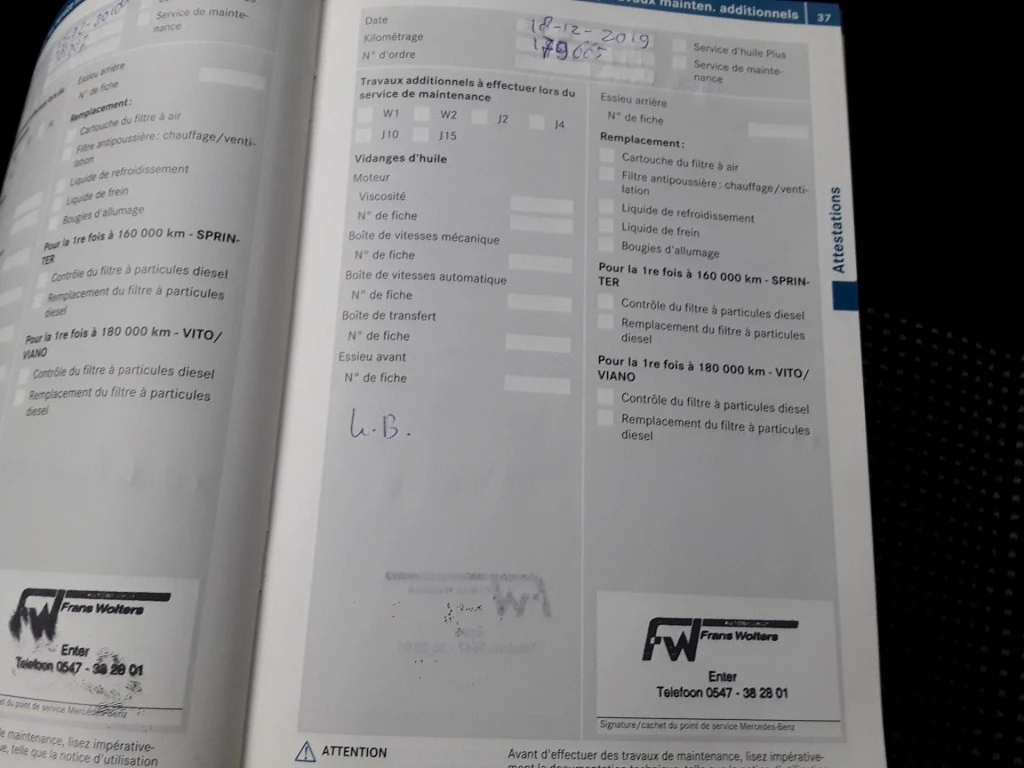 Service de mainte-
nance
Essieu arrière
N° de fiche
Remplacement:
Cartouche du filtre à air
Filtre antipoussière: chauffage/venti-
lation
Liquide de refroidissement
Liquide de frein
Bougies d'allumage
Pour la 1re fois à 160 000 km - SPRIN-
TER
Contrôle du filtre à particules diesel
Remplacement du filtre à particules
diesel
Pour la 1re fois à 180 000 km - VITO/
VIANO
Contrôle du filtre à particules diesel
Remplacement du filtre à particules
diesel
FW
Frans Wolters
Enter
Telefoon 0547 - 38 28 01
du point de service Mercedes-Benz
de maintenance, lisez impérative-
telle que la notice d'utilisation
mainten. additionnels 37
Date 18-12-2019
Kilométrage 179665
N° d'ordre
Service d'huile Plus
Service de mainte-
nance
Travaux additionnels à effectuer lors du
service de maintenance
W1 W2 J2 J4
J10 J15
Vidanges d'huile
Moteur
Viscosité
N° de fiche
Boîte de vitesses mécanique
N° de fiche
Boîte de vitesses automatique
N° de fiche
Boîte de transfert
N° de fiche
Essieu avant
N° de fiche
h.B.
Essieu arrière
N° de fiche
Remplacement:
Cartouche du filtre à air
Filtre antipoussière: chauffage/venti-
lation
Liquide de refroidissement
Liquide de frein
Bougies d'allumage
Pour la 1re fois à 160 000 km - SPRIN-
TER
Contrôle du filtre à particules diesel
Remplacement du filtre à particules
diesel
Pour la 1re fois à 180 000 km - VITO/
VIANO
Contrôle du filtre à particules diesel
Remplacement du filtre à particules
diesel
FW
Frans Wolters
Enter
Telefoon 0547 - 38 28 01
Signature/cachet du point de service Mercedes-Benz
Attestations
ATTENTION
Avant d'effectuer des travaux de maintenance, lisez impérative-